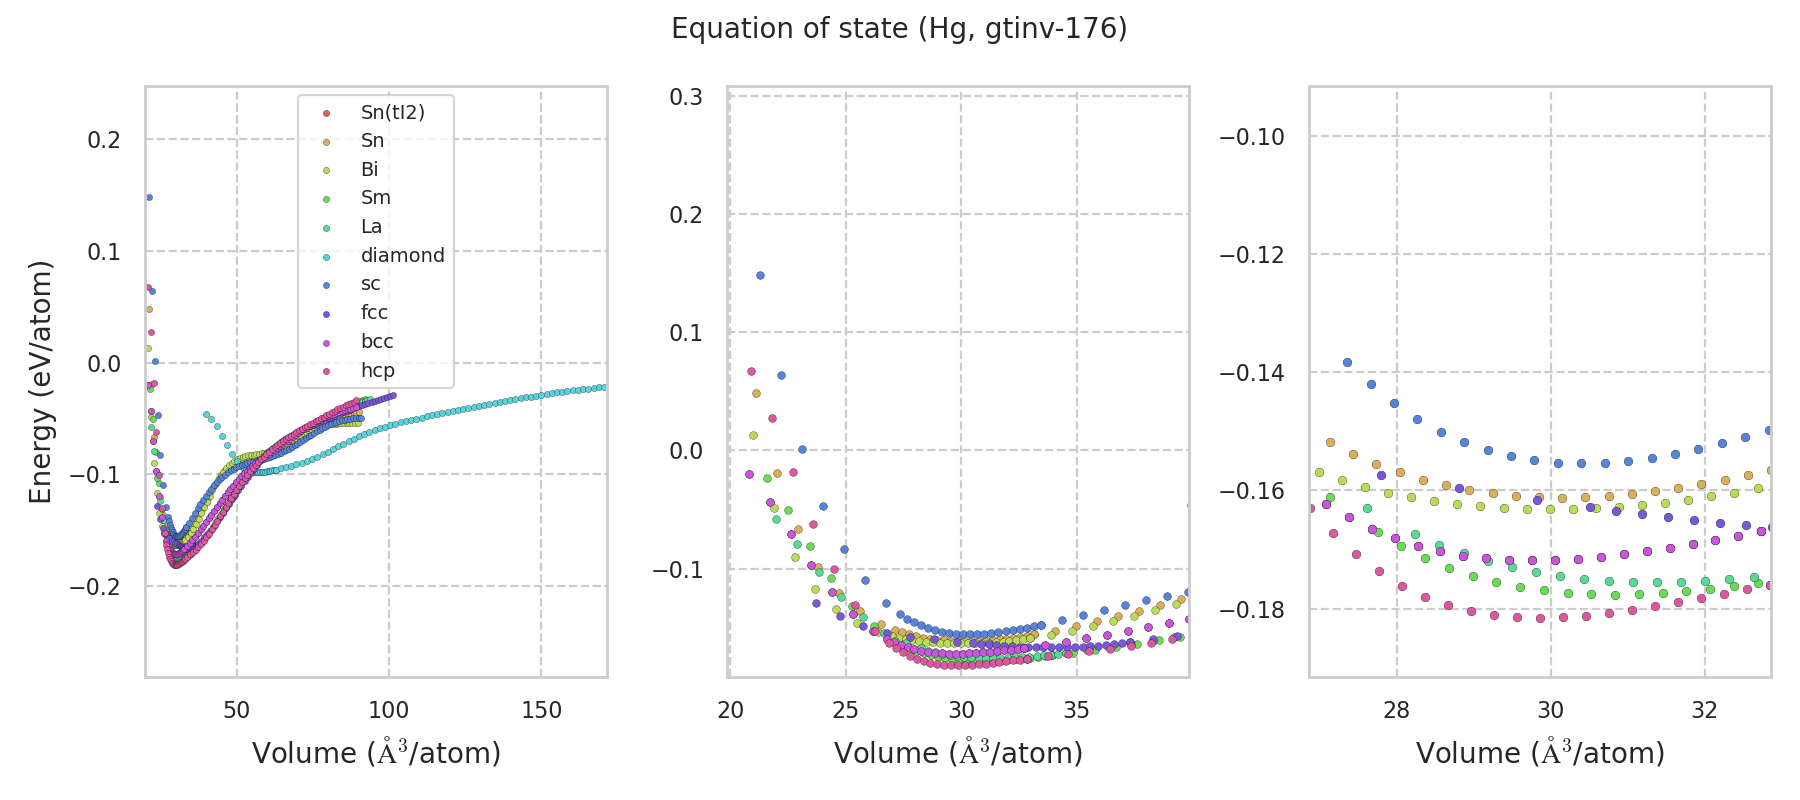 Equation of state (Hg, gtinv-176)
Energy (eV/atom)
0.2
0.1
0.0
−0.1
−0.2
50
100
150
Volume (Å³/atom)
Sn(tI2)
Sn
Bi
Sm
La
diamond
sc
fcc
bcc
hcp
0.3
0.2
0.1
0.0
−0.1
20
25
30
35
Volume (Å³/atom)
−0.10
−0.12
−0.14
−0.16
−0.18
28
30
32
Volume (Å³/atom)